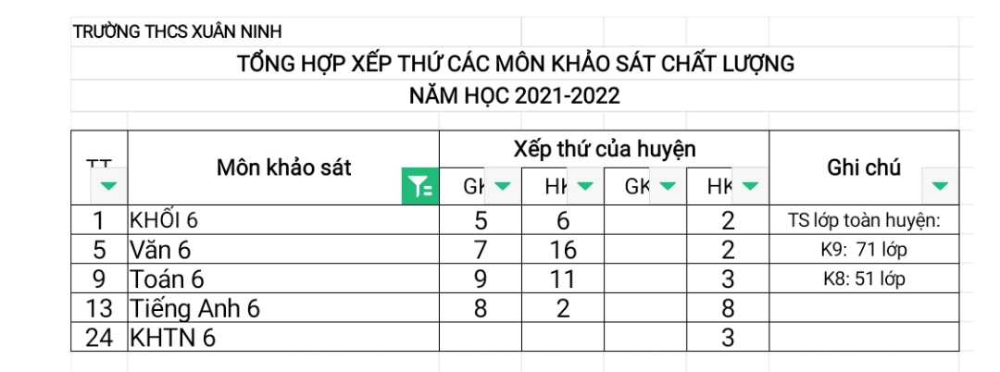 TRƯỜNG THCS XUÂN NINH
TỔNG HỢP XẾP THỨ CÁC MÔN KHẢO SÁT CHẤT LƯỢNG
NĂM HỌC 2021-2022
TT Môn khảo sát Xếp thứ của huyện Ghi chú
GK HK GK HK
1 KHỐI 6 5 6 2 TS lớp toàn huyện:
5 Văn 6 7 16 2 K9: 71 lớp
9 Toán 6 9 11 3 K8: 51 lớp
13 Tiếng Anh 6 8 2 8
24 KHTN 6 3